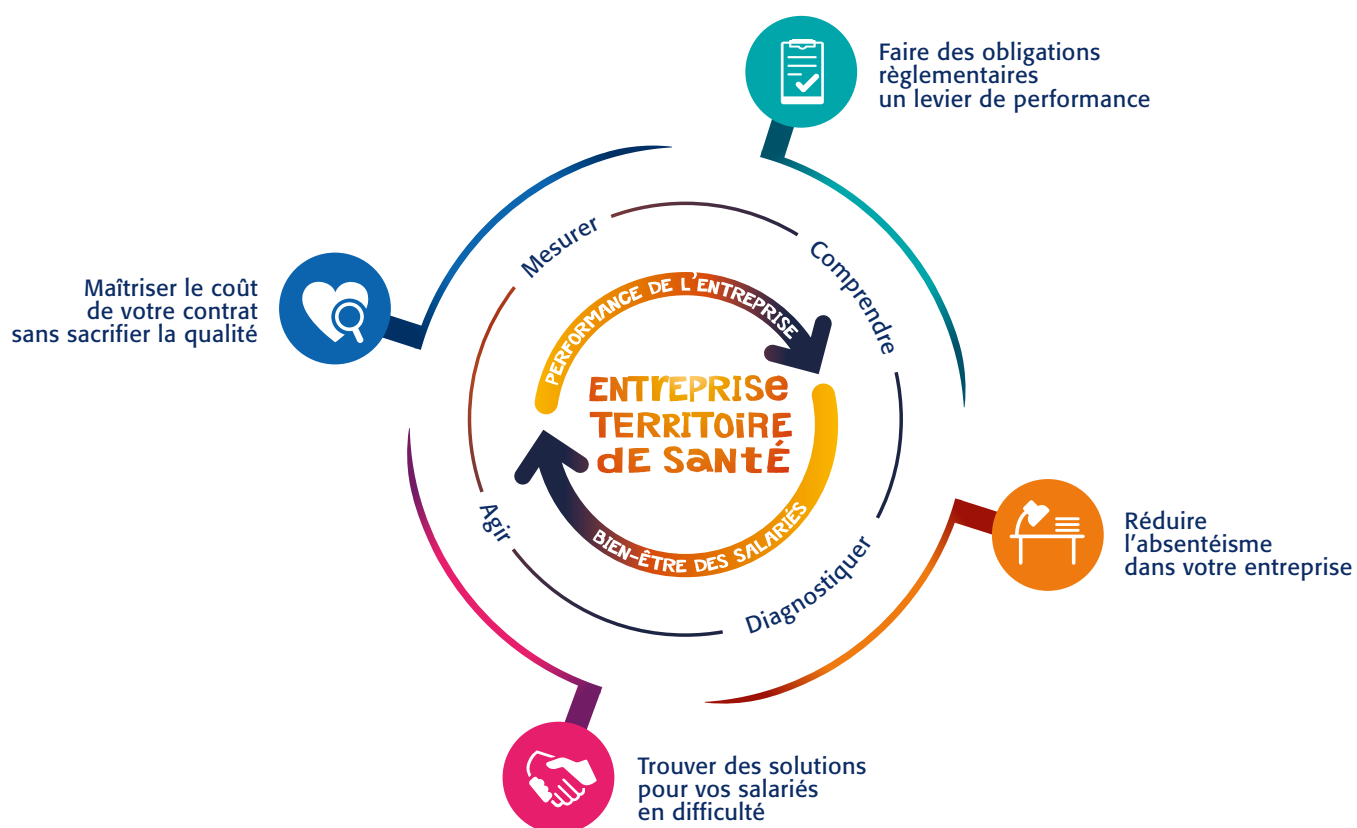 Faire des obligations
règlementaires
un levier de performance
Mesurer
Comprendre
Maîtriser le coût
de votre contrat
sans sacrifier la qualité
PERFORMANCE DE L'ENTREPRISE
ENTrEPRISe
TERRITOiRE
dE SaNTÉ
BIEN-ÊTRE DES SALARIÉS
Agir
Diagnostiquer
Réduire
l’absentéisme
dans votre entreprise
Trouver des solutions
pour vos salariés
en difficulté